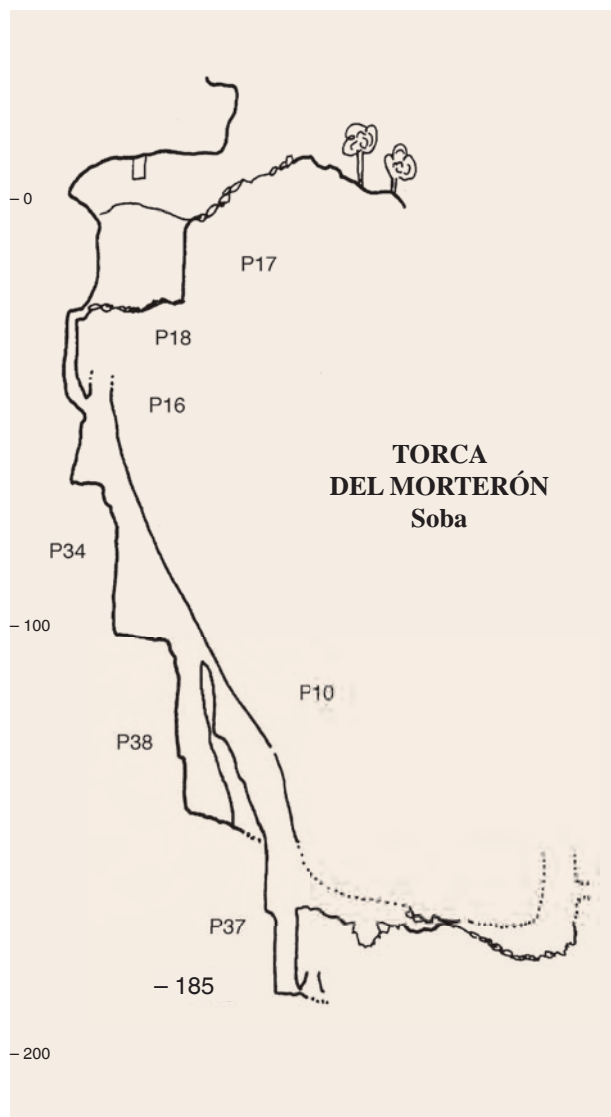 – 0
P17
P18
P16
TORCA
DEL MORTERÓN
Soba
P34
– 100
P10
P38
P37
– 185
– 200